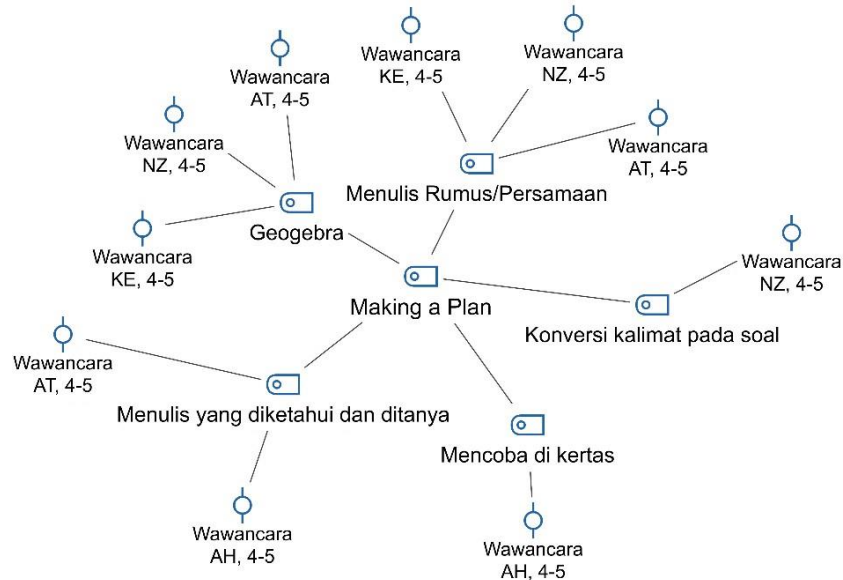 Wawancara
KE, 4-5
Wawancara
NZ, 4-5
Wawancara
AT, 4-5
Wawancara
NZ, 4-5
Wawancara
AT, 4-5
Menulis Rumus/Persamaan
Geogebra
Wawancara
KE, 4-5
Wawancara
NZ, 4-5
Making a Plan
Konversi kalimat pada soal
Wawancara
AT, 4-5
Menulis yang diketahui dan ditanya
Mencoba di kertas
Wawancara
AH, 4-5
Wawancara
AH, 4-5